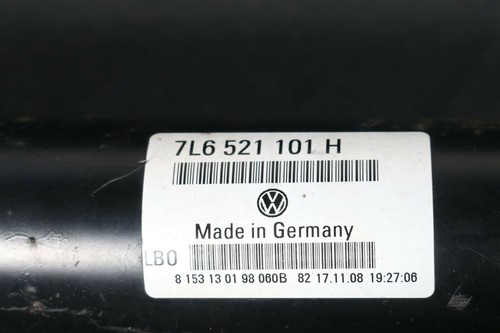 7L6 521 101 H
Made in Germany
LBO
8 153 13 01 98 060B 82 17.11.08 19:27:06